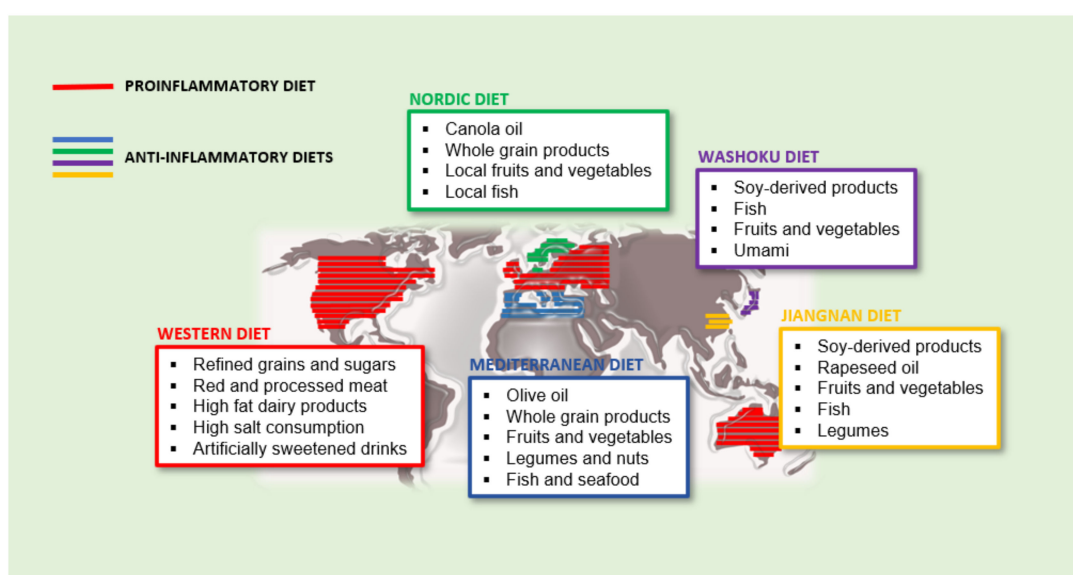 PROINFLAMMATORY DIET
ANTI-INFLAMMATORY DIETS
NORDIC DIET
▪ Canola oil
▪ Whole grain products
▪ Local fruits and vegetables
▪ Local fish
WASHOKU DIET
▪ Soy-derived products
▪ Fish
▪ Fruits and vegetables
▪ Umami
WESTERN DIET
▪ Refined grains and sugars
▪ Red and processed meat
▪ High fat dairy products
▪ High salt consumption
▪ Artificially sweetened drinks
MEDITERRANEAN DIET
▪ Olive oil
▪ Whole grain products
▪ Fruits and vegetables
▪ Legumes and nuts
▪ Fish and seafood
JIANGNAN DIET
▪ Soy-derived products
▪ Rapeseed oil
▪ Fruits and vegetables
▪ Fish
▪ Legumes